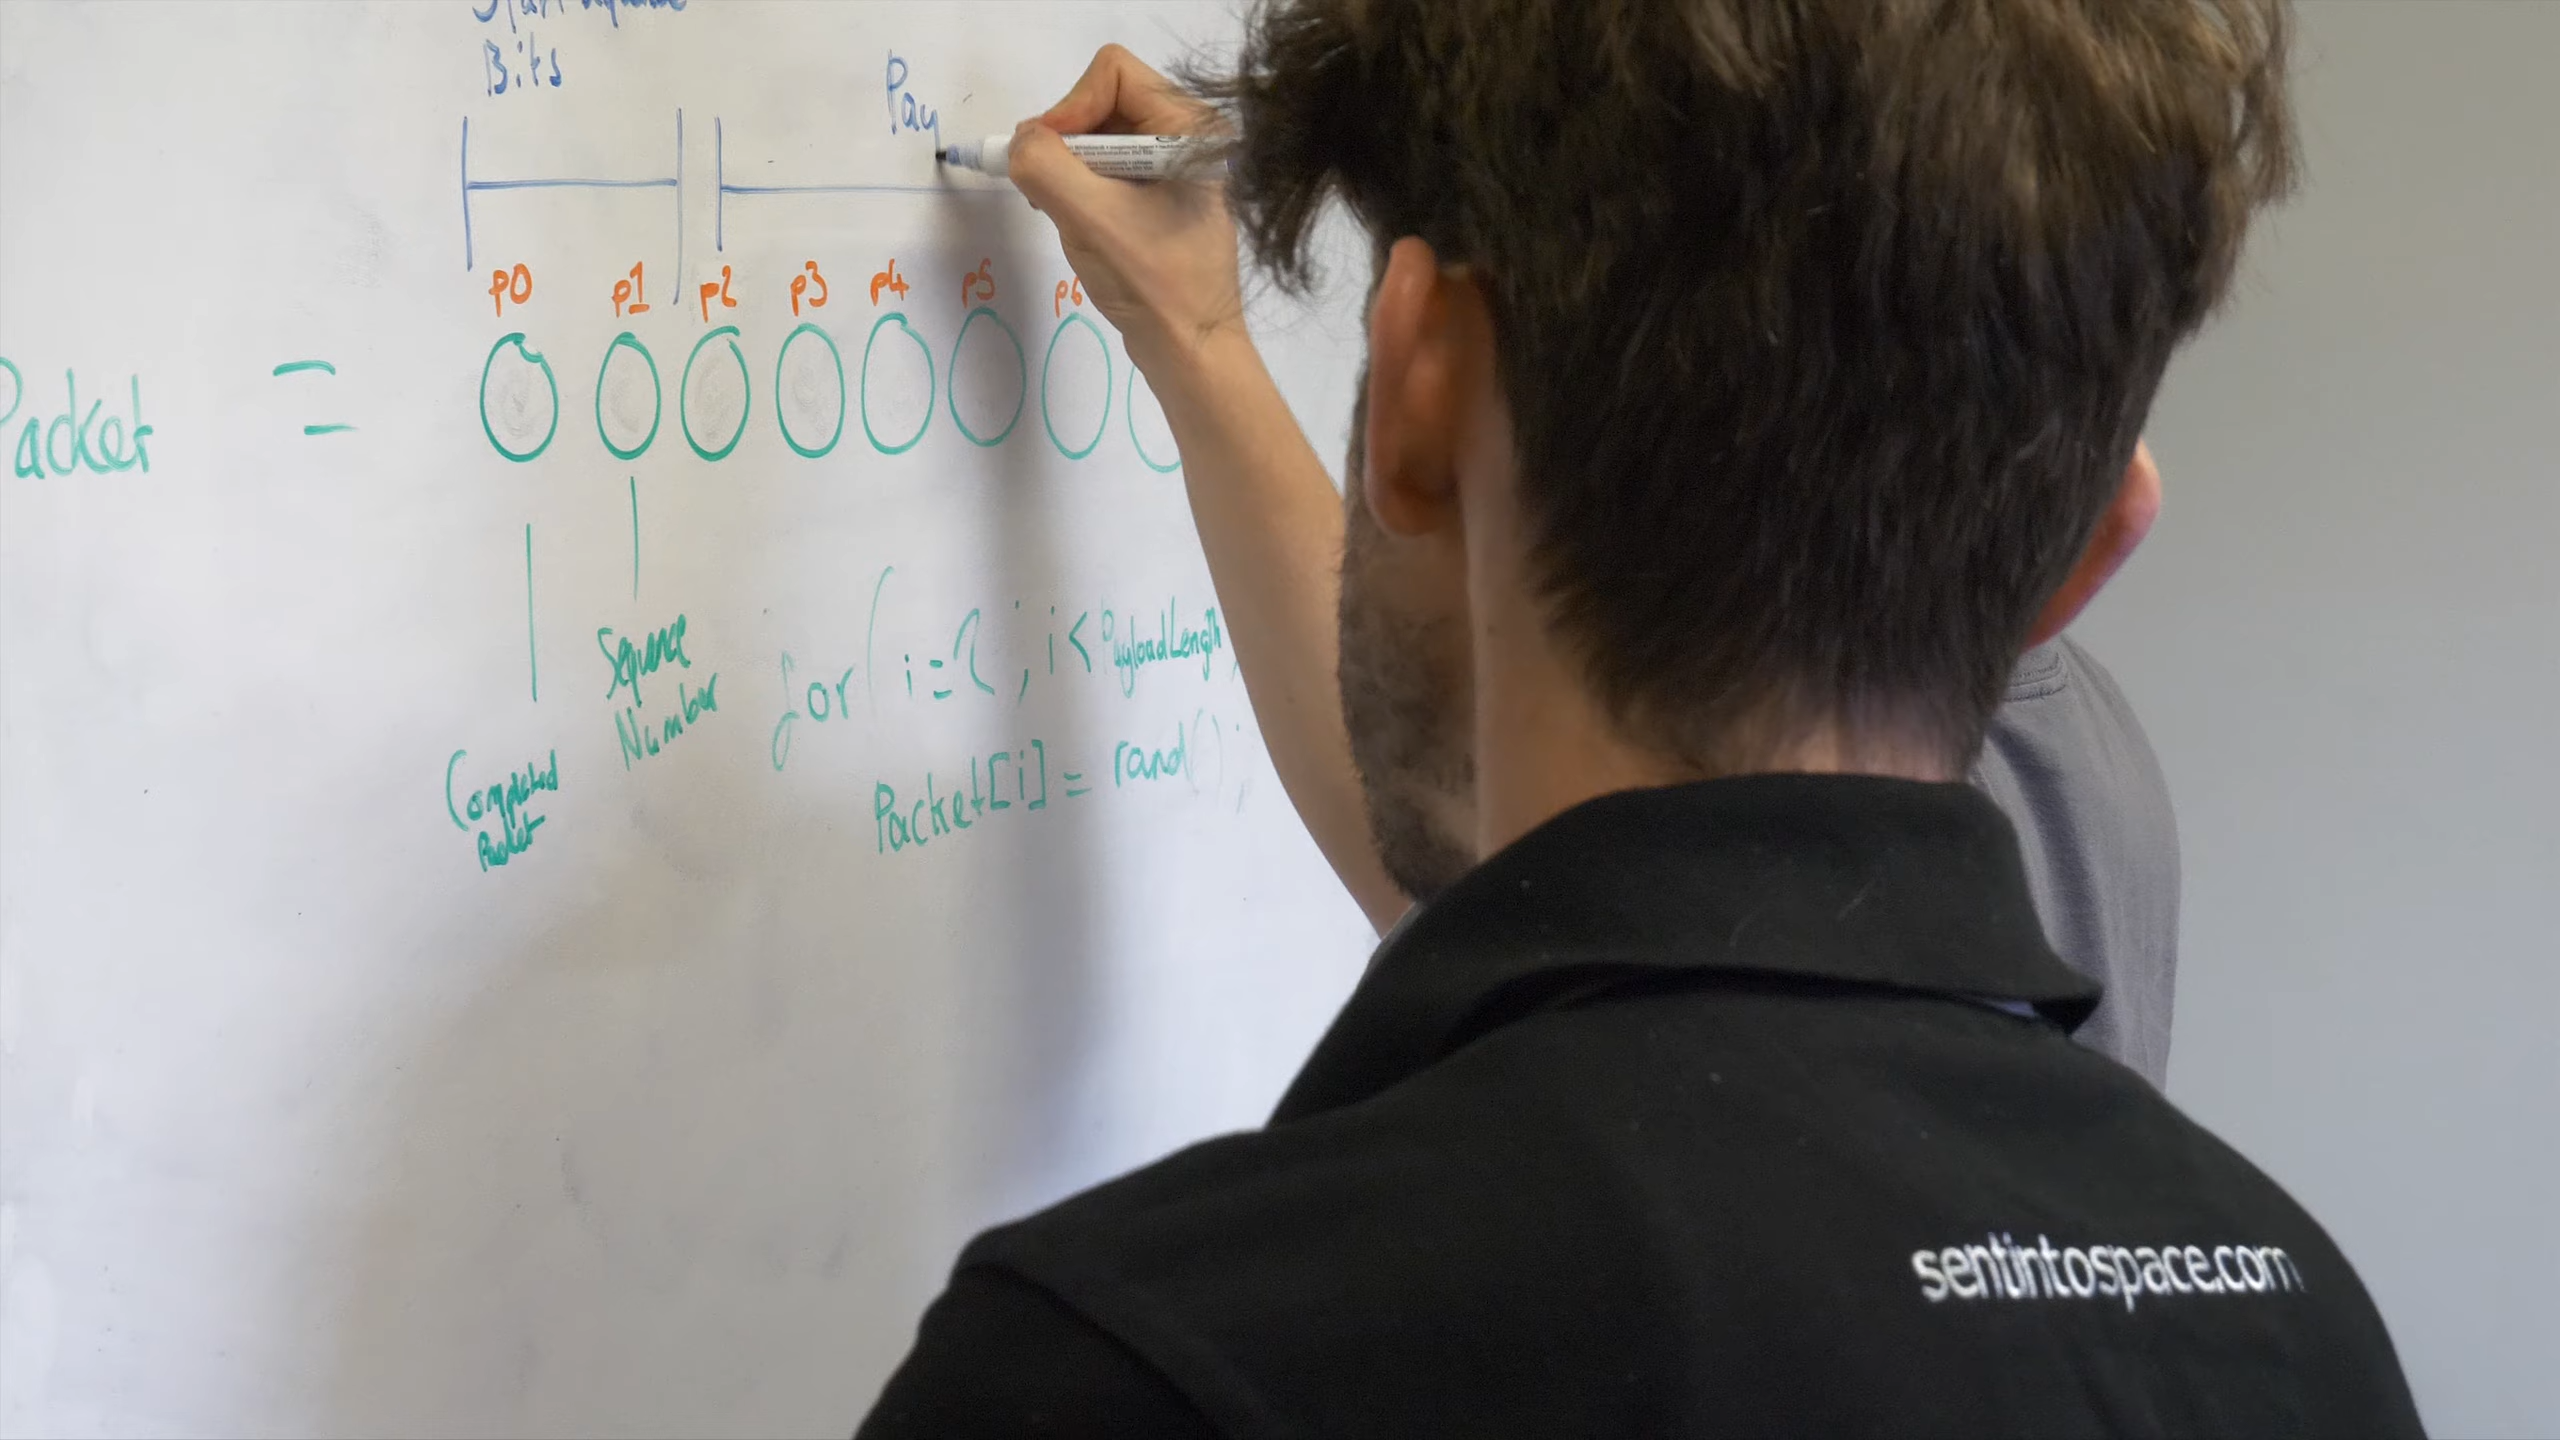 Bits
Pay
p0 p1 p2 p3 p4 p5 p6
Packet =
Sequence
Number
for( i=2, i< PayloadLength,
Packet[i] = rand();
Completed
Packet
sentintospace.com